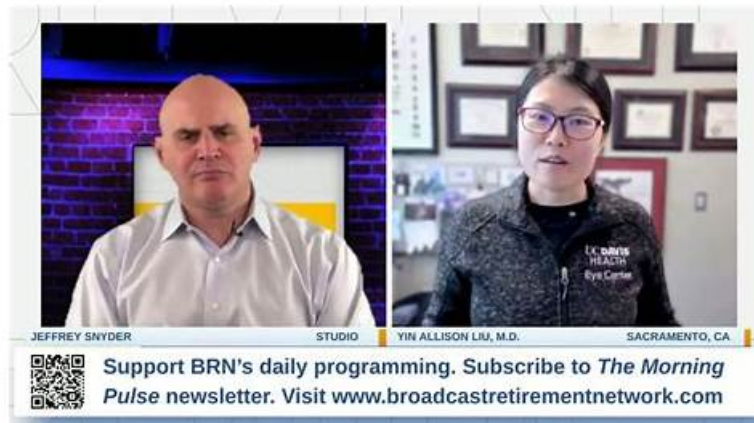 UC DAVIS
HEALTH
Eye Center
JEFFREY SNYDER
STUDIO
YIN ALLISON LIU, M.D.
SACRAMENTO, CA
Support BRN's daily programming. Subscribe to The Morning
Pulse newsletter. Visit www.broadcastretirementnetwork.com